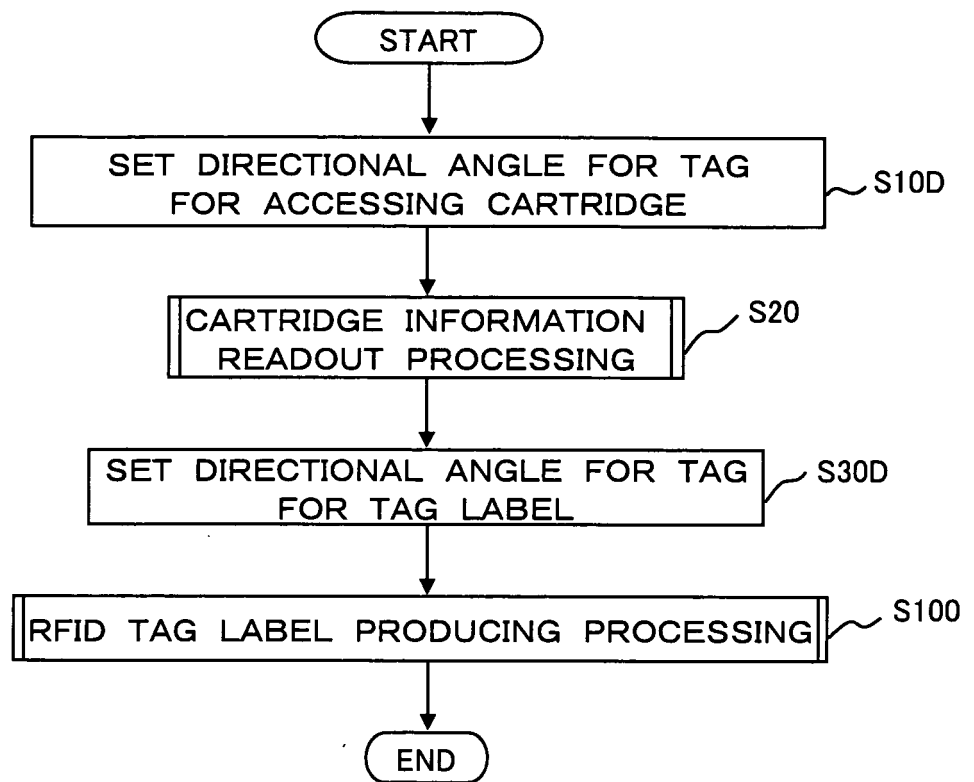 START
SET DIRECTIONAL ANGLE FOR TAG
FOR ACCESSING CARTRIDGE
S10D
CARTRIDGE INFORMATION
READOUT PROCESSING
S20
SET DIRECTIONAL ANGLE FOR TAG
FOR TAG LABEL
S30D
RFID TAG LABEL PRODUCING PROCESSING
S100
END